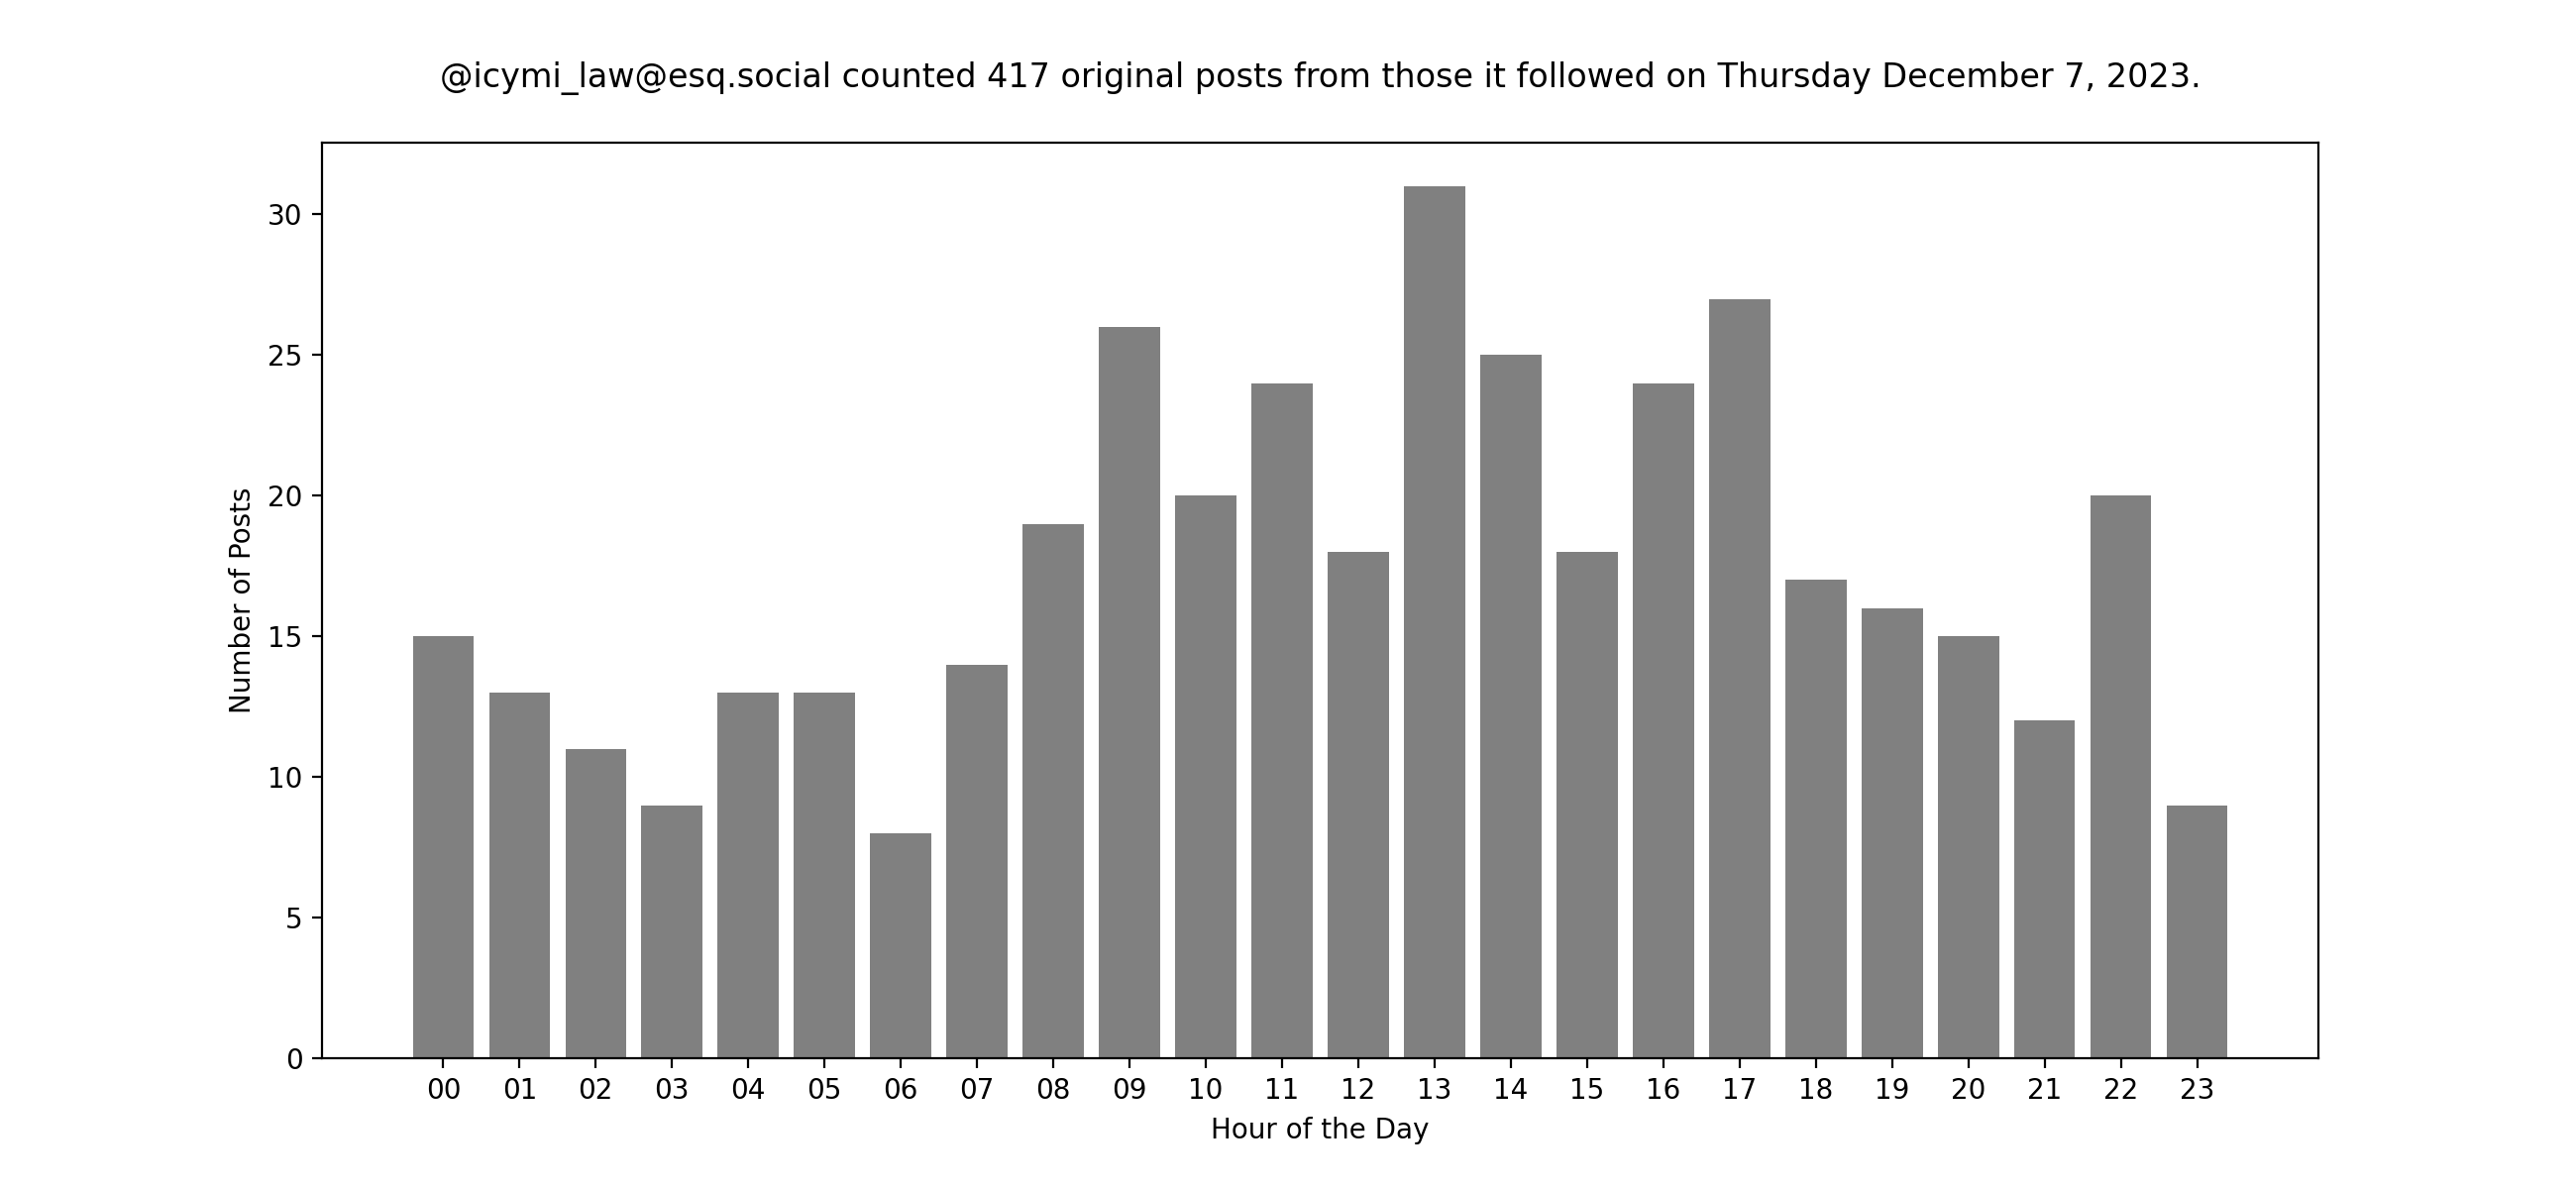 @icymi_law@esq.social counted 417 original posts from those it followed on Thursday December 7, 2023.
30
25
20
15
10
5
0
Number of Posts
00 01 02 03 04 05 06 07 08 09 10 11 12 13 14 15 16 17 18 19 20 21 22 23
Hour of the Day